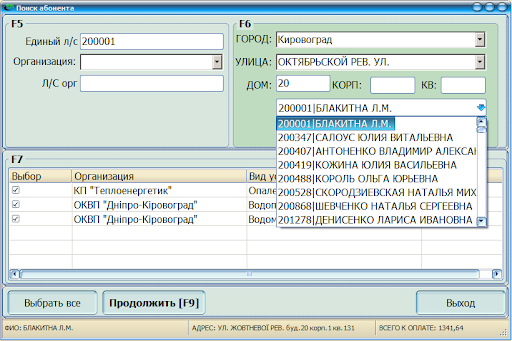 Поиск абонента
F5
Единый л/с 200001
Организация:
Л/С орг
F6
ГОРОД: Кировоград
УЛИЦА: ОКТЯБРЬСКОЙ РЕВ. УЛ.
ДОМ: 20 КОРП: КВ:
200001|БЛАКИТНА Л.М.
200001|БЛАКИТНА Л.М.
200347|САЛОУС ЮЛИЯ ВИТАЛЬЕВНА
200407|АНТОНЕНКО ВЛАДИМИР АЛЕКСАН
200419|КОЖИНА ЮЛИЯ ВАСИЛЬЕВНА
200488|КОРОЛЬ ОЛЬГА ЮРЬЕВНА
200528|СКОРОДЗИЕВСКАЯ НАТАЛЬЯ МИХ
200868|ШЕВЧЕНКО НАТАЛЬЯ СЕРГЕЕВНА
201278|ДЕНИСЕНКО ЛАРИСА ИВАНОВНА
F7
Выбор Организация Вид ус
КП "Теплоенергетик" Опале
ОКВП "Дніпро-Кіровоград" Водоп
ОКВП "Дніпро-Кіровоград" Водом
Выбрать все Продолжить [F9] Выход
ФИО: БЛАКИТНА Л.М. АДРЕС: УЛ. ЖОВТНЕВОЇ РЕВ. буд.20 корп.1 кв.131 ВСЕГО К ОПЛАТЕ: 1341,64